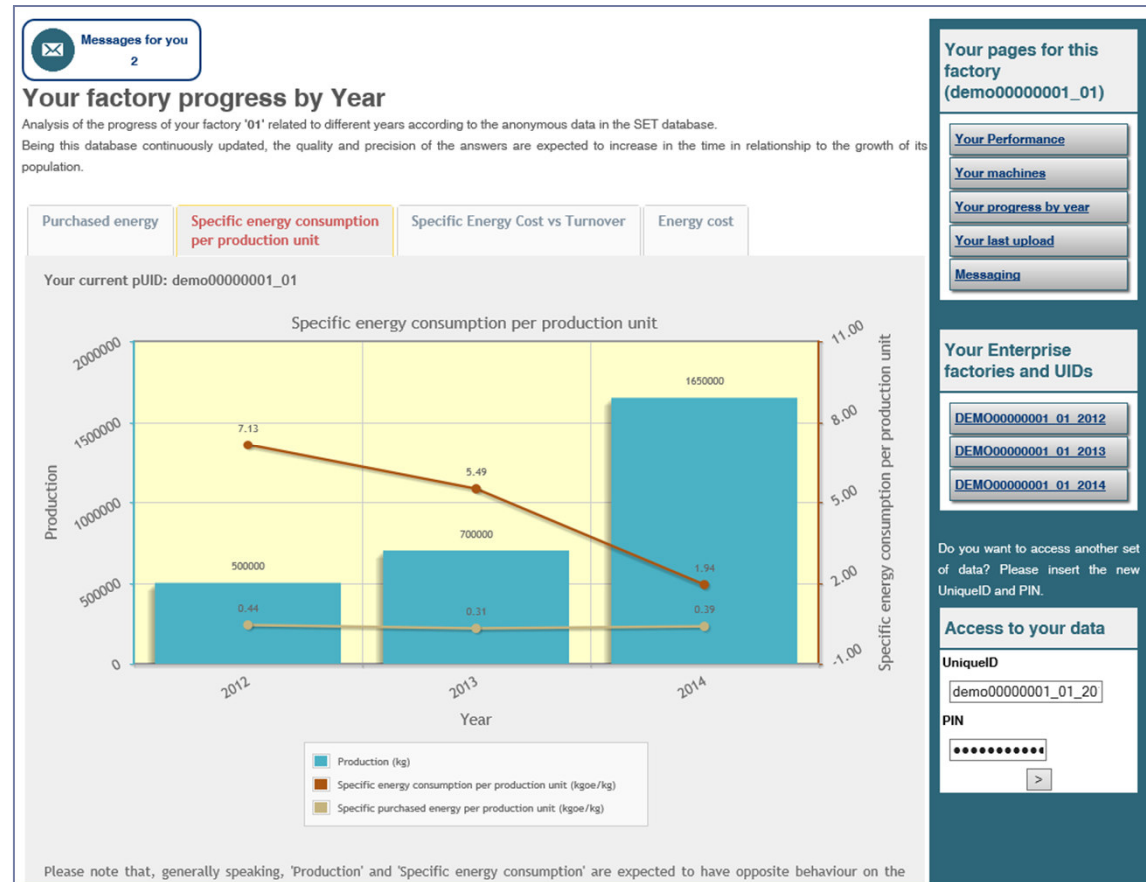 Messages for you
2
Your factory progress by Year
Analysis of the progress of your factory '01' related to different years according to the anonymous data in the SET database.
Being this database continuously updated, the quality and precision of the answers are expected to increase in the time in relationship to the growth of its
population.
Purchased energy
Specific energy consumption
per production unit
Specific Energy Cost vs Turnover
Energy cost
Your current pUID: demo00000001_01
Specific energy consumption per production unit
2000000
1500000
1000000
500000
0
Production
11.00
8.00
5.00
2.00
-1.00
Specific energy consumption per production unit
1650000
7.13
5.49
700000
500000
1.94
0.44
0.31
0.39
2012
2013
2014
Year
Production (kg)
Specific energy consumption per production unit (kgoe/kg)
Specific purchased energy per production unit (kgoe/kg)
Please note that, generally speaking, 'Production' and 'Specific energy consumption' are expected to have opposite behaviour on the
Your pages for this
factory
(demo00000001_01)
Your Performance
Your machines
Your progress by year
Your last upload
Messaging
Your Enterprise
factories and UIDs
DEMO00000001_01_2012
DEMO00000001_01_2013
DEMO00000001_01_2014
Do you want to access another set
of data? Please insert the new
UniqueID and PIN.
Access to your data
UniqueID
demo00000001_01_20
PIN
●●●●●●●●●●●
>